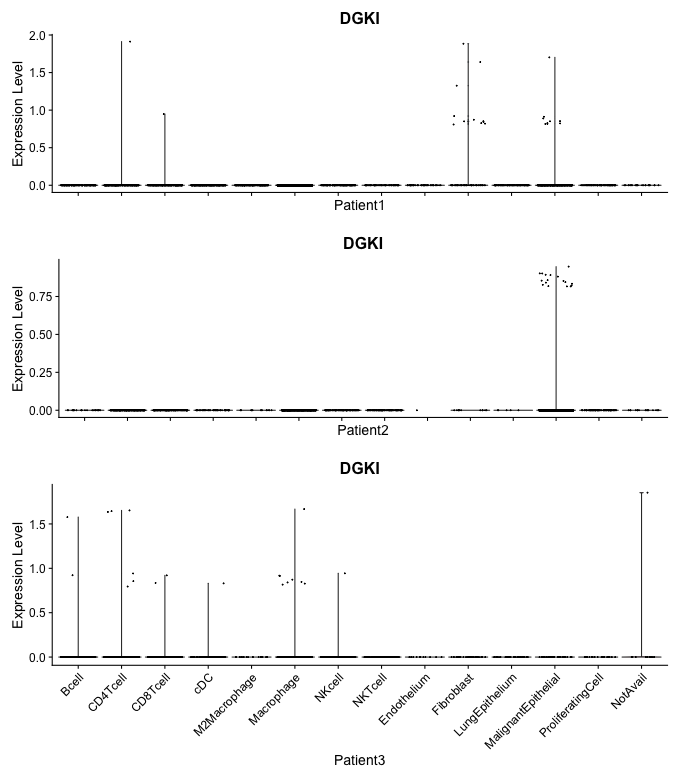 DGKI
Expression Level
2.0
1.5
1.0
0.5
0.0
Patient1
DGKI
Expression Level
0.75
0.50
0.25
0.00
Patient2
DGKI
Expression Level
1.5
1.0
0.5
0.0
Bcell
CD4Tcell
CD8Tcell
cDC
M2Macrophage
Macrophage
NKcell
NKTcell
Endothelium
Fibroblast
LungEpithelium
MalignantEpithelial
ProliferatingCell
NotAvail
Patient3